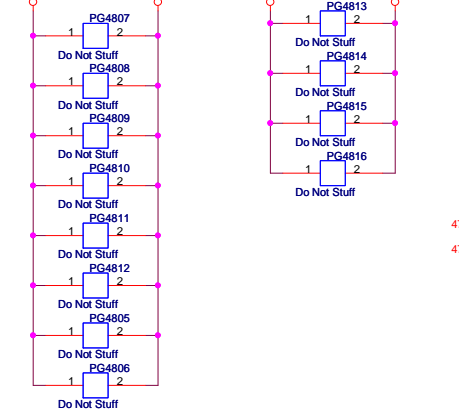 PG4807
1 2
Do Not Stuff
PG4808
1 2
Do Not Stuff
PG4809
1 2
Do Not Stuff
PG4810
1 2
Do Not Stuff
PG4811
1 2
Do Not Stuff
PG4812
1 2
Do Not Stuff
PG4805
1 2
Do Not Stuff
PG4806
1 2
Do Not Stuff
PG4813
1 2
Do Not Stuff
PG4814
1 2
Do Not Stuff
PG4815
1 2
Do Not Stuff
PG4816
1 2
Do Not Stuff